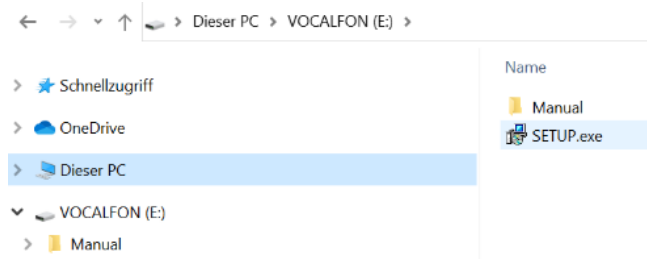 Dieser PC > VOCALFON (E:) >
Name
Schnellzugriff
Manual
OneDrive
SETUP.exe
Dieser PC
VOCALFON (E:)
Manual